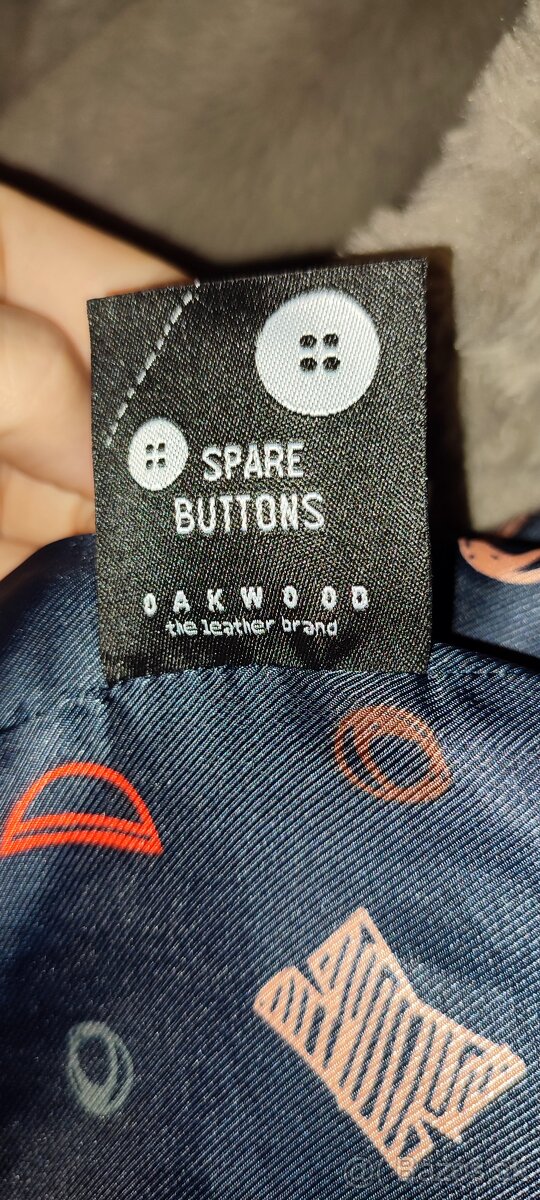 SPARE
BUTTONS
OAKWOOD
the leather brand